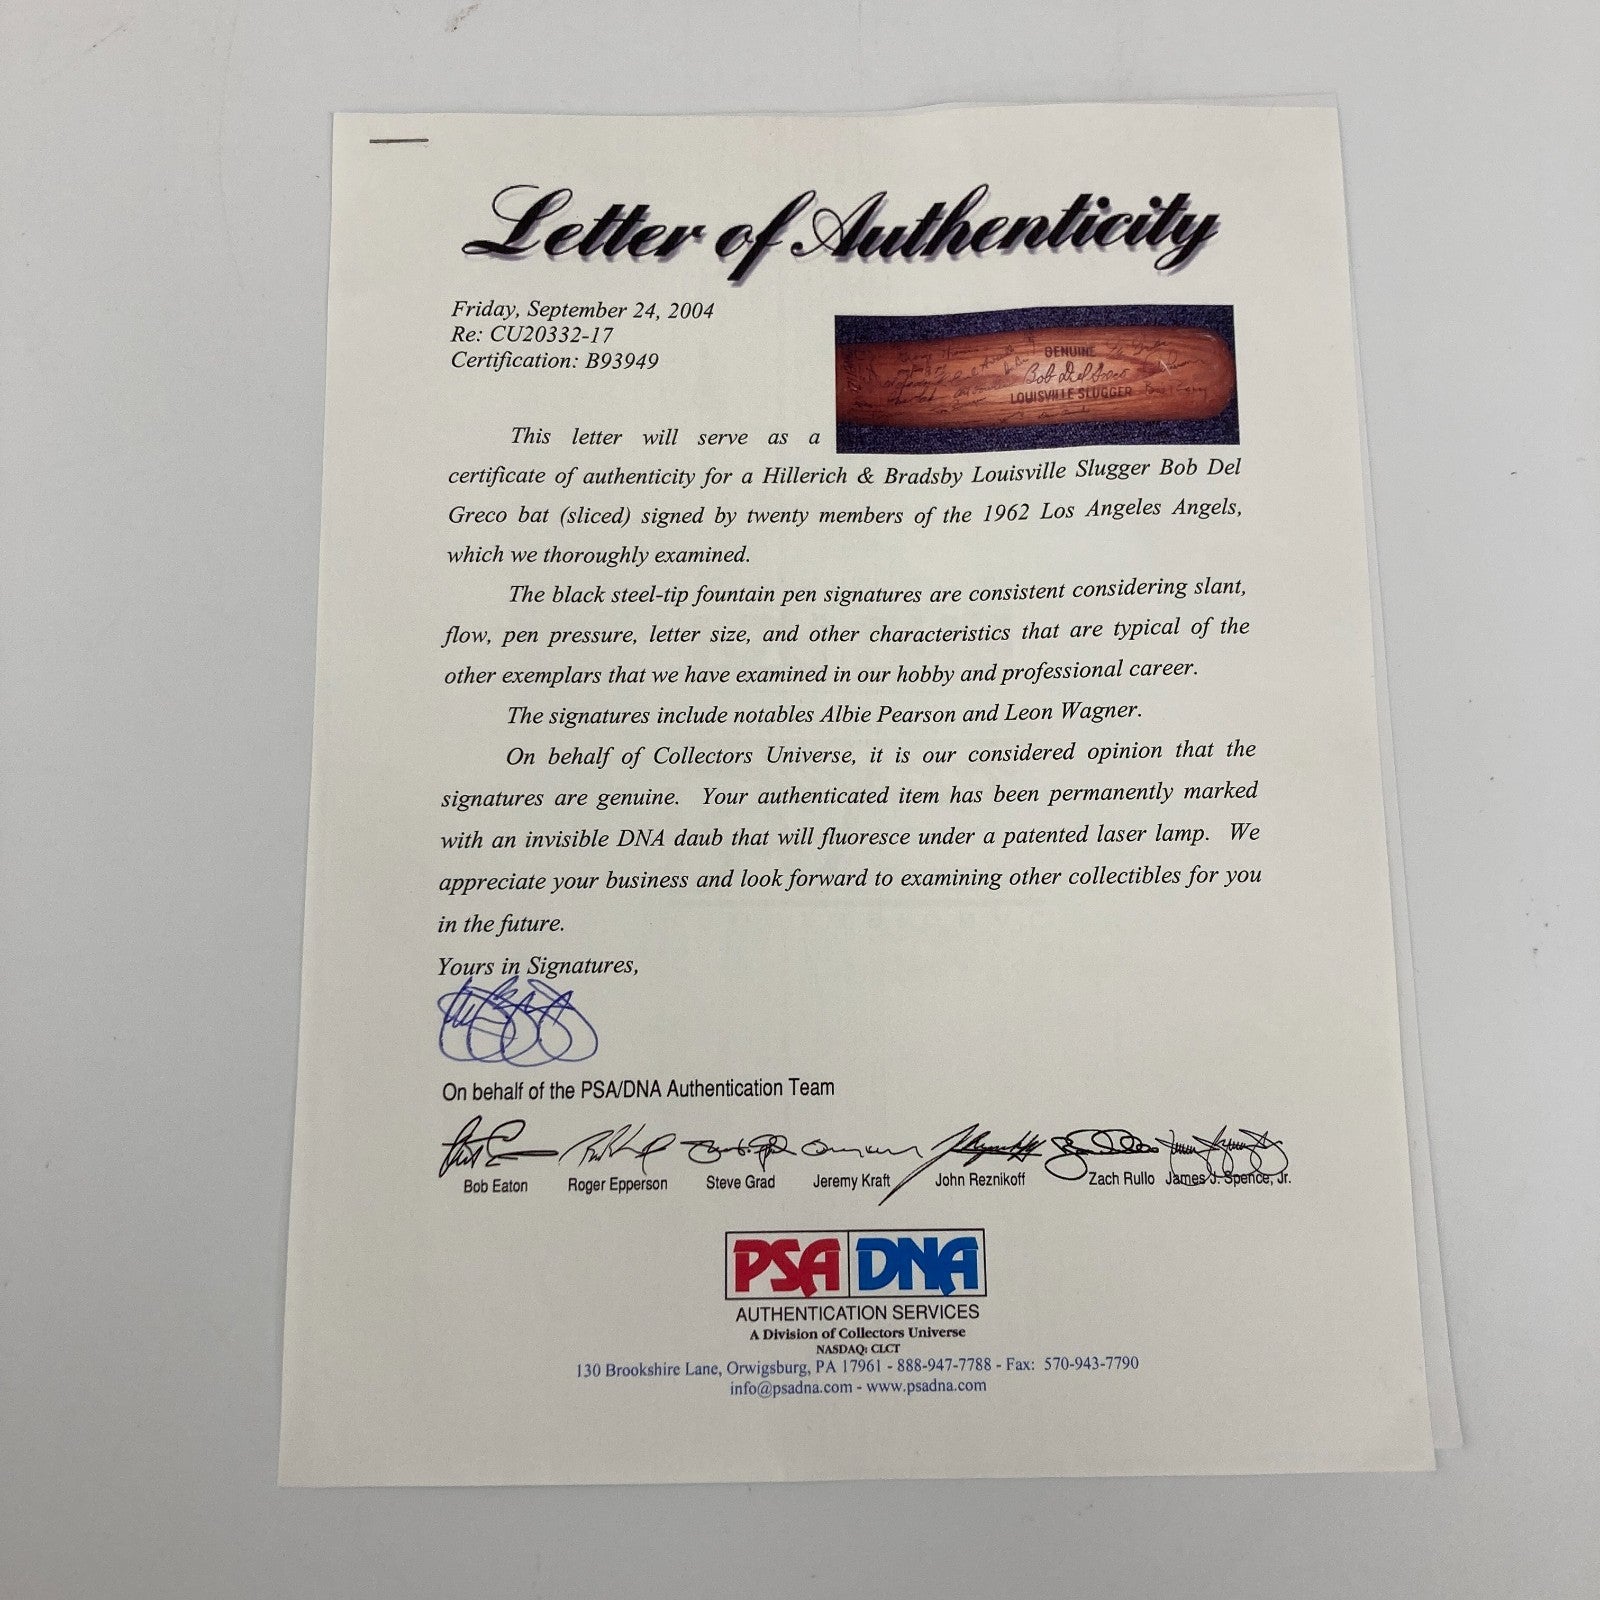 Letter of Authenticity
Friday, September 24, 2004
Re: CU20332-17
Certification: B93949
GENUINE
Bob Del Greco
LOUISVILLE SLUGGER
This letter will serve as a
certificate of authenticity for a Hillerich & Bradsby Louisville Slugger Bob Del
Greco bat (sliced) signed by twenty members of the 1962 Los Angeles Angels,
which we thoroughly examined.
The black steel-tip fountain pen signatures are consistent considering slant,
flow, pen pressure, letter size, and other characteristics that are typical of the
other exemplars that we have examined in our hobby and professional career.
The signatures include notables Albie Pearson and Leon Wagner.
On behalf of Collectors Universe, it is our considered opinion that the
signatures are genuine. Your authenticated item has been permanently marked
with an invisible DNA daub that will fluoresce under a patented laser lamp. We
appreciate your business and look forward to examining other collectibles for you
in the future.
Yours in Signatures,
On behalf of the PSA/DNA Authentication Team
Bob Eaton Roger Epperson Steve Grad Jeremy Kraft John Reznikoff Zach Rullo James J. Spence, Jr.
PSA DNA
AUTHENTICATION SERVICES
A Division of Collectors Universe
NASDAQ: CLCT
130 Brookshire Lane, Orwigsburg, PA 17961 - 888-947-7788 - Fax: 570-943-7790
info@psadna.com - www.psadna.com